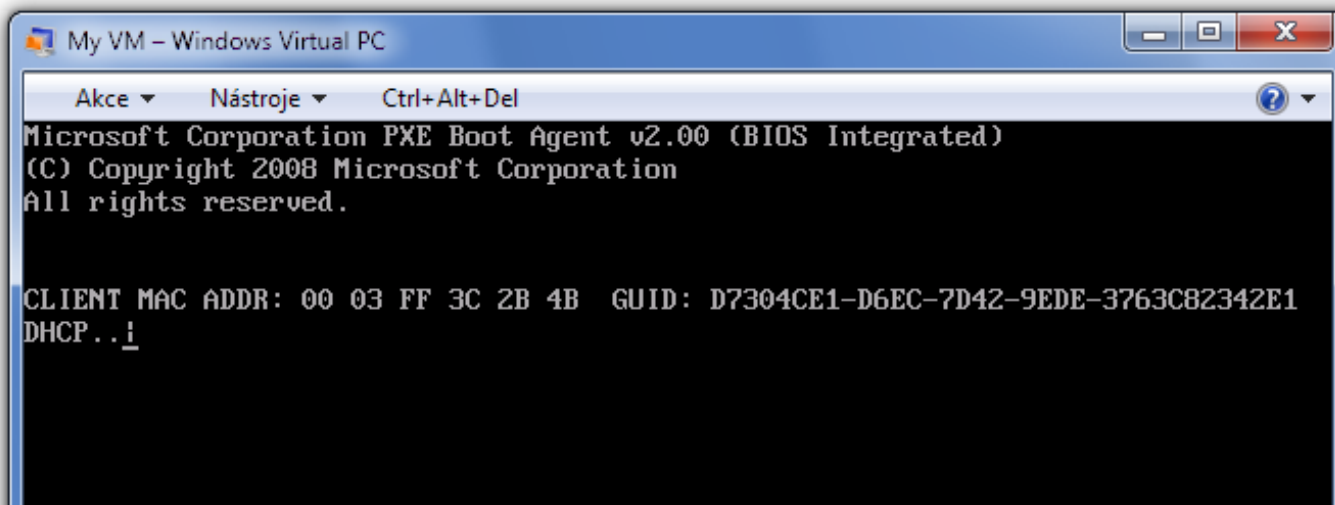 My VM – Windows Virtual PC
Akce Nástroje Ctrl+Alt+Del
Microsoft Corporation PXE Boot Agent v2.00 (BIOS Integrated)
(C) Copyright 2008 Microsoft Corporation
All rights reserved.
CLIENT MAC ADDR: 00 03 FF 3C 2B 4B  GUID: D7304CE1-D6EC-7D42-9EDE-3763C82342E1
DHCP..¦